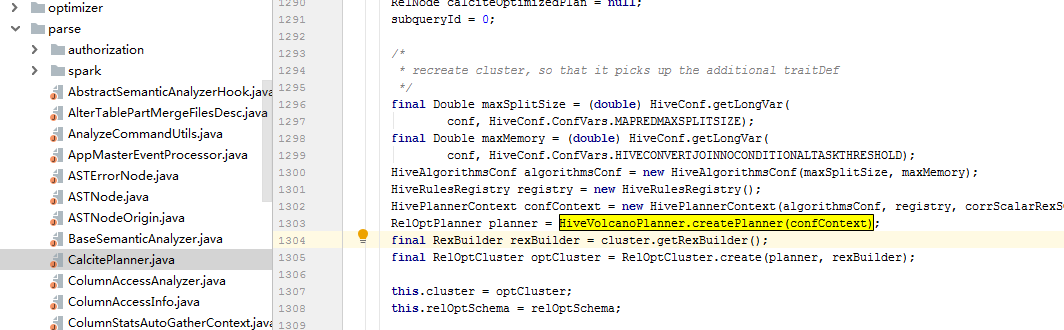 optimizer
parse
authorization
spark
AbstractSemanticAnalyzerHook.java
AlterTablePartMergeFilesDesc.java
AnalyzeCommandUtils.java
AppMasterEventProcessor.java
ASTErrorNode.java
ASTNode.java
ASTNodeOrigin.java
BaseSemanticAnalyzer.java
CalcitePlanner.java
ColumnAccessAnalyzer.java
ColumnAccessInfo.java
ColumnStatsAutoGatherContext.java
1290 RelNode calciteOptimizedPlan = null;
1291 subqueryId = 0;
1292
1293 /*
1294 * recreate cluster, so that it picks up the additional traitDef
1295 */
1296 final Double maxSplitSize = (double) HiveConf.getLongVar(
1297 conf, HiveConf.ConfVars.MAPREDMAXSPLITSIZE);
1298 final Double maxMemory = (double) HiveConf.getLongVar(
1299 conf, HiveConf.ConfVars.HIVECONVERTJOINNOCONDITIONALTASKTHRESHOLD);
1300 HiveAlgorithmsConf algorithmsConf = new HiveAlgorithmsConf(maxSplitSize, maxMemory);
1301 HiveRulesRegistry registry = new HiveRulesRegistry();
1302 HivePlannerContext confContext = new HivePlannerContext(algorithmsConf, registry, corrScalarRexS
1303 RelOptPlanner planner = HiveVolcanoPlanner.createPlanner(confContext);
1304 final RexBuilder rexBuilder = cluster.getRexBuilder();
1305 final RelOptCluster optCluster = RelOptCluster.create(planner, rexBuilder);
1306
1307 this.cluster = optCluster;
1308 this.relOptSchema = relOptSchema;
1309